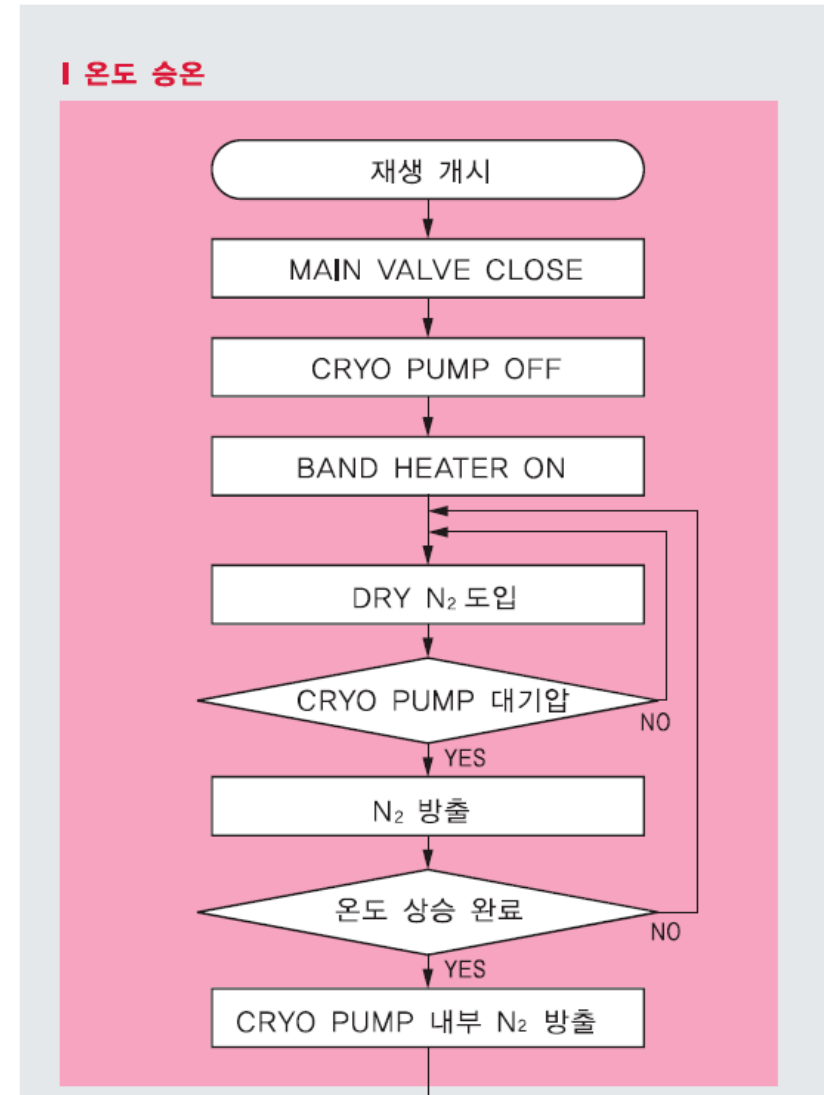 온도 승온
재생 개시
MAIN VALVE CLOSE
CRYO PUMP OFF
BAND HEATER ON
DRY N₂ 도입
CRYO PUMP 대기압
NO
YES
N₂ 방출
온도 상승 완료
NO
YES
CRYO PUMP 내부 N₂ 방출